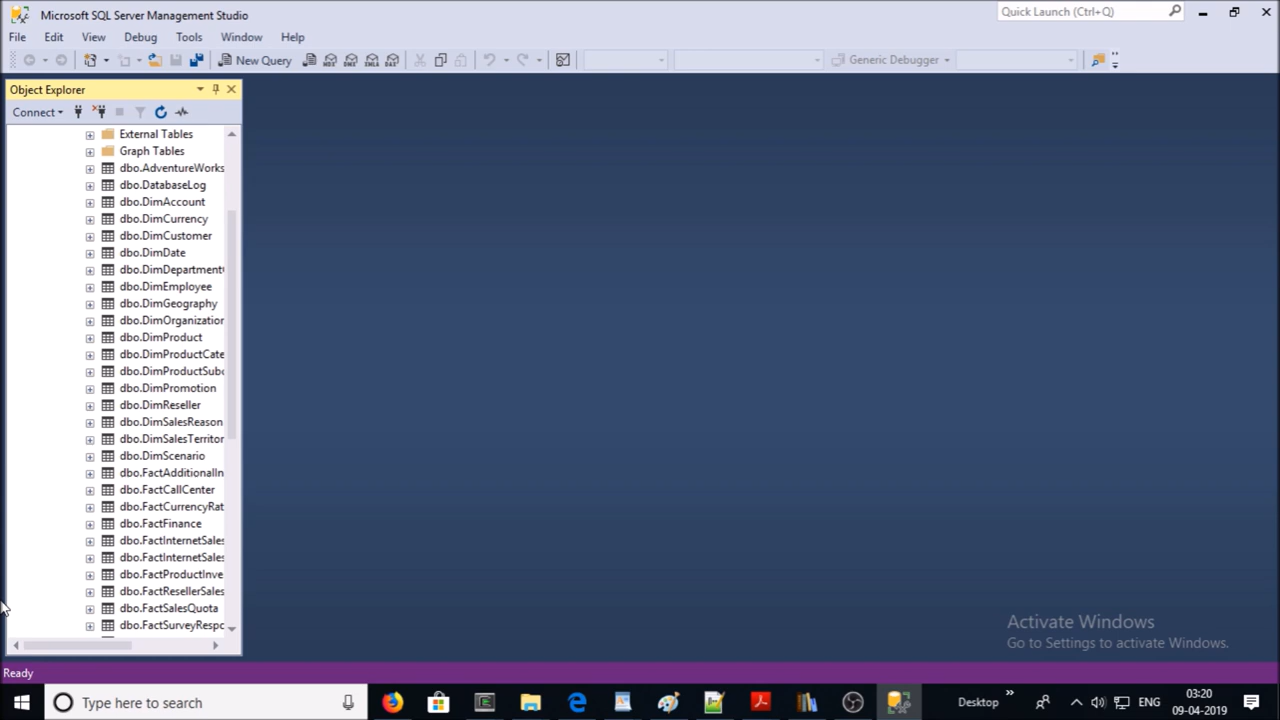 Microsoft SQL Server Management Studio
Quick Launch (Ctrl+Q)
File Edit View Debug Tools Window Help
New Query
Generic Debugger
Object Explorer
Connect
External Tables
Graph Tables
dbo.AdventureWorks
dbo.DatabaseLog
dbo.DimAccount
dbo.DimCurrency
dbo.DimCustomer
dbo.DimDate
dbo.DimDepartment
dbo.DimEmployee
dbo.DimGeography
dbo.DimOrganization
dbo.DimProduct
dbo.DimProductCate
dbo.DimProductSub
dbo.DimPromotion
dbo.DimReseller
dbo.DimSalesReason
dbo.DimSalesTerritor
dbo.DimScenario
dbo.FactAdditionalIn
dbo.FactCallCenter
dbo.FactCurrencyRat
dbo.FactFinance
dbo.FactInternetSales
dbo.FactInternetSales
dbo.FactProductInve
dbo.FactResellerSales
dbo.FactSalesQuota
dbo.FactSurveyRespo
Activate Windows
Go to Settings to activate Windows.
Ready
Type here to search
Desktop
ENG
03:20
09-04-2019